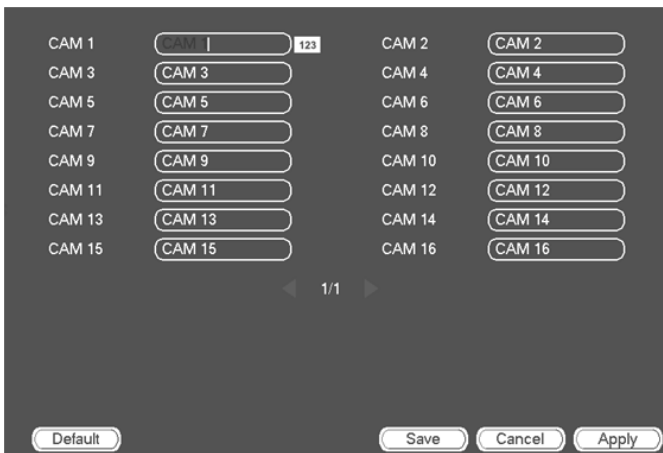 CAM 1 CAM 1 123 CAM 2 CAM 2
CAM 3 CAM 3 CAM 4 CAM 4
CAM 5 CAM 5 CAM 6 CAM 6
CAM 7 CAM 7 CAM 8 CAM 8
CAM 9 CAM 9 CAM 10 CAM 10
CAM 11 CAM 11 CAM 12 CAM 12
CAM 13 CAM 13 CAM 14 CAM 14
CAM 15 CAM 15 CAM 16 CAM 16
1/1
Default Save Cancel Apply